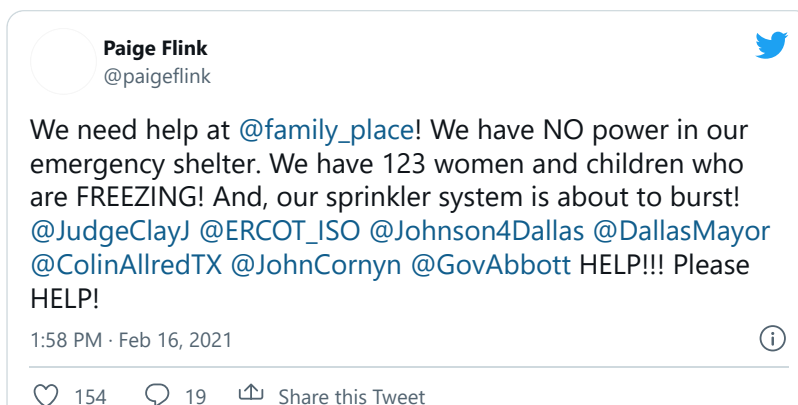 Paige Flink
@paigeflink
We need help at @family_place! We have NO power in our
emergency shelter. We have 123 women and children who
are FREEZING! And, our sprinkler system is about to burst!
@JudgeClayJ @ERCOT_ISO @Johnson4Dallas @DallasMayor
@ColinAllredTX @JohnCornyn @GovAbbott HELP!!! Please
HELP!
1:58 PM · Feb 16, 2021
154 19 Share this Tweet